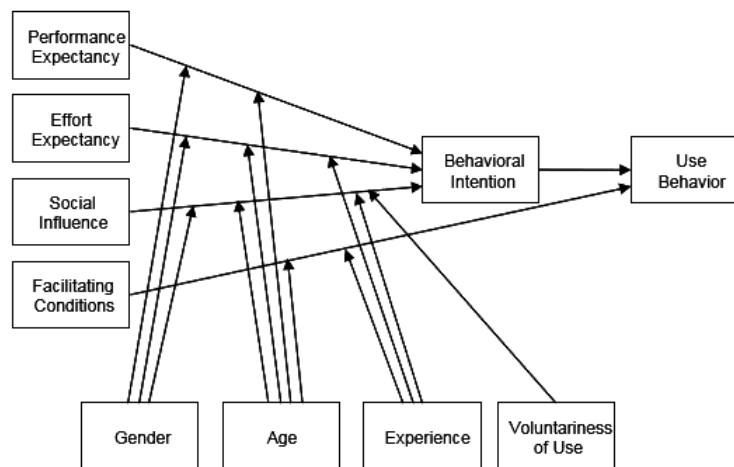 Performance
Expectancy
Effort
Expectancy
Social
Influence
Facilitating
Conditions
Behavioral
Intention
Use
Behavior
Gender
Age
Experience
Voluntariness
of Use